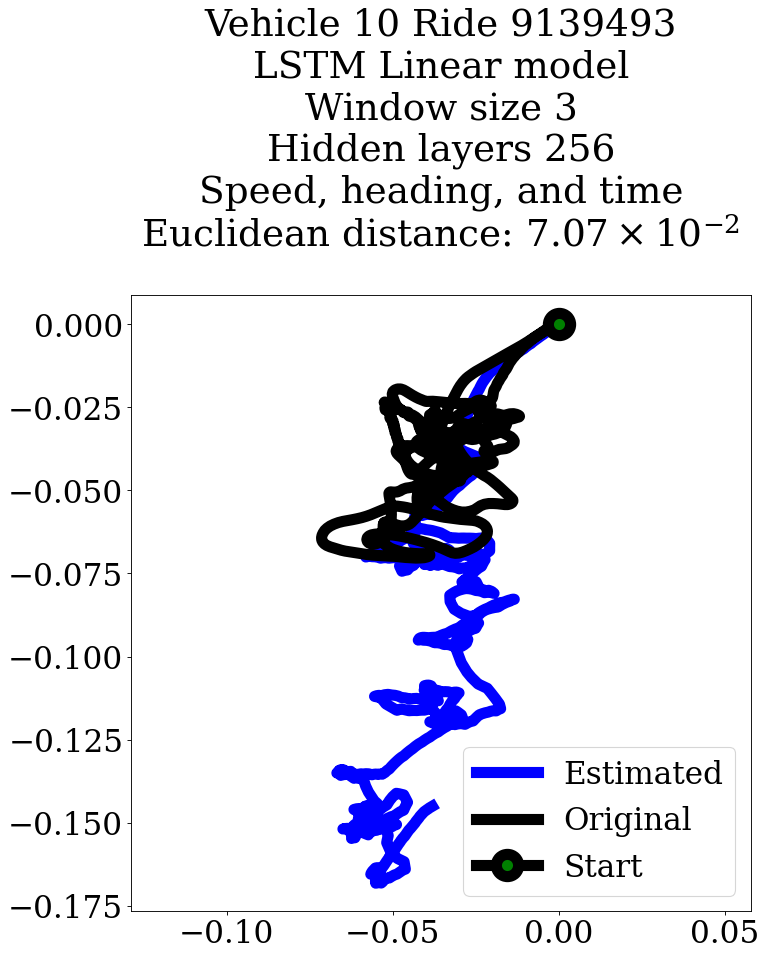 Vehicle 10 Ride 9139493
LSTM Linear model
Window size 3
Hidden layers 256
Speed, heading, and time
Euclidean distance: 7.07 × 10⁻²
0.000
−0.025
−0.050
−0.075
−0.100
−0.125
−0.150
−0.175
Estimated
Original
Start
−0.10
−0.05
0.00
0.05